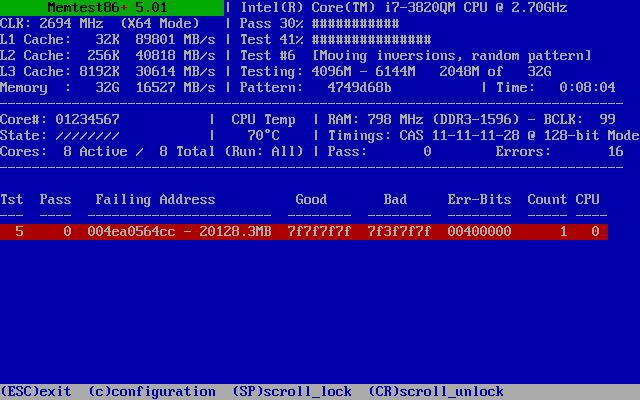 Memtest86+ 5.01 | Intel(R) Core(TM) i7-3820QM CPU @ 2.70GHz
CLK: 2694 MHz (X64 Mode) | Pass 30% ###########
L1 Cache: 32K 89801 MB/s | Test 41% ###############
L2 Cache: 256K 40818 MB/s | Test #6 [Moving inversions, random pattern]
L3 Cache: 8192K 30614 MB/s | Testing: 4096M - 6144M 2048M of 32G
Memory : 32G 16527 MB/s | Pattern: 4749d68b | Time: 0:08:04
Core#: 01234567 | CPU Temp | RAM: 798 MHz (DDR3-1596) - BCLK: 99
State: //////// | 70°C | Timings: CAS 11-11-11-28 @ 128-bit Mode
Cores: 8 Active / 8 Total (Run: All) | Pass: 0 Errors: 16
Tst Pass Failing Address Good Bad Err-Bits Count CPU
5 0 004ea0564cc - 20128.3MB 7f7f7f7f 7f3f7f7f 00400000 1 0
(ESC)exit (c)configuration (SP)scroll_lock (CR)scroll_unlock